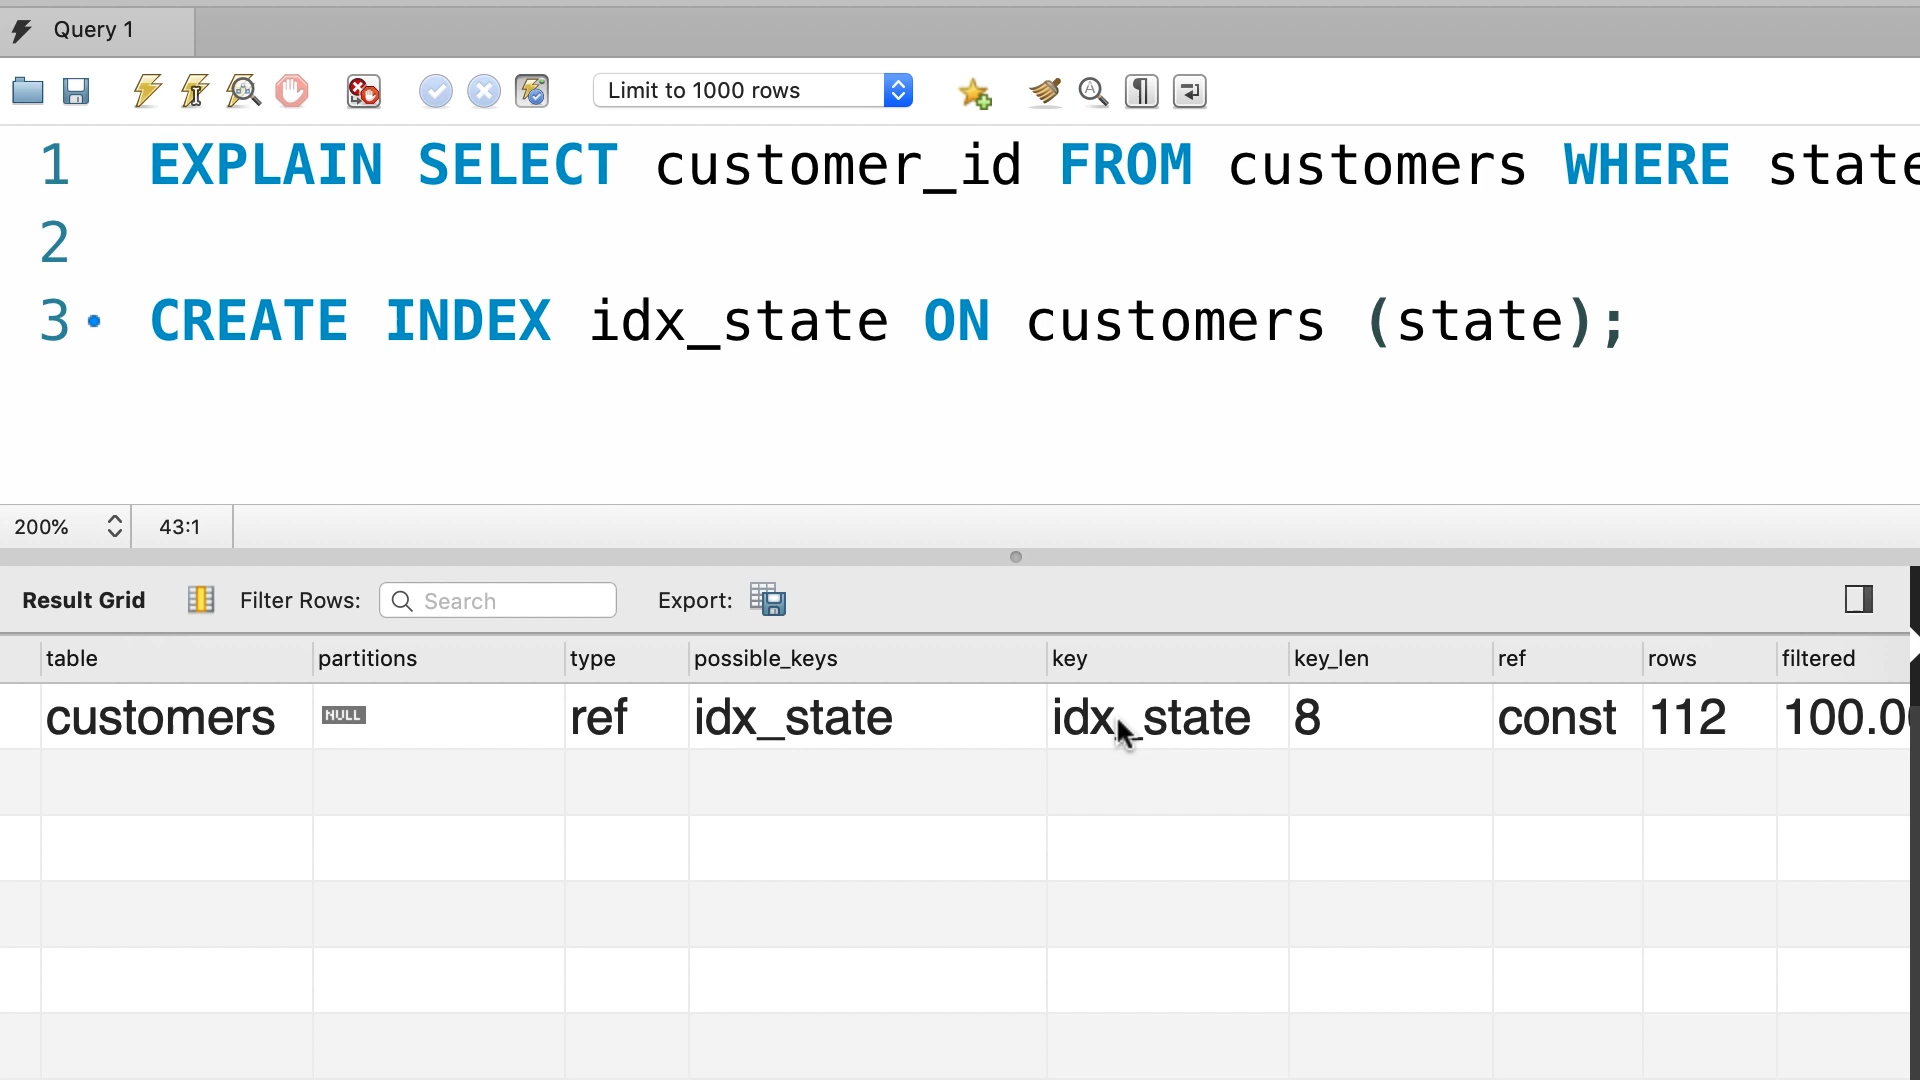 Query 1
Limit to 1000 rows
1 EXPLAIN SELECT customer_id FROM customers WHERE state
2
3 CREATE INDEX idx_state ON customers (state);
200% 43:1
Result Grid Filter Rows: Search Export:
table partitions type possible_keys key key_len ref rows filtered
customers NULL ref idx_state idx_state 8 const 112 100.0